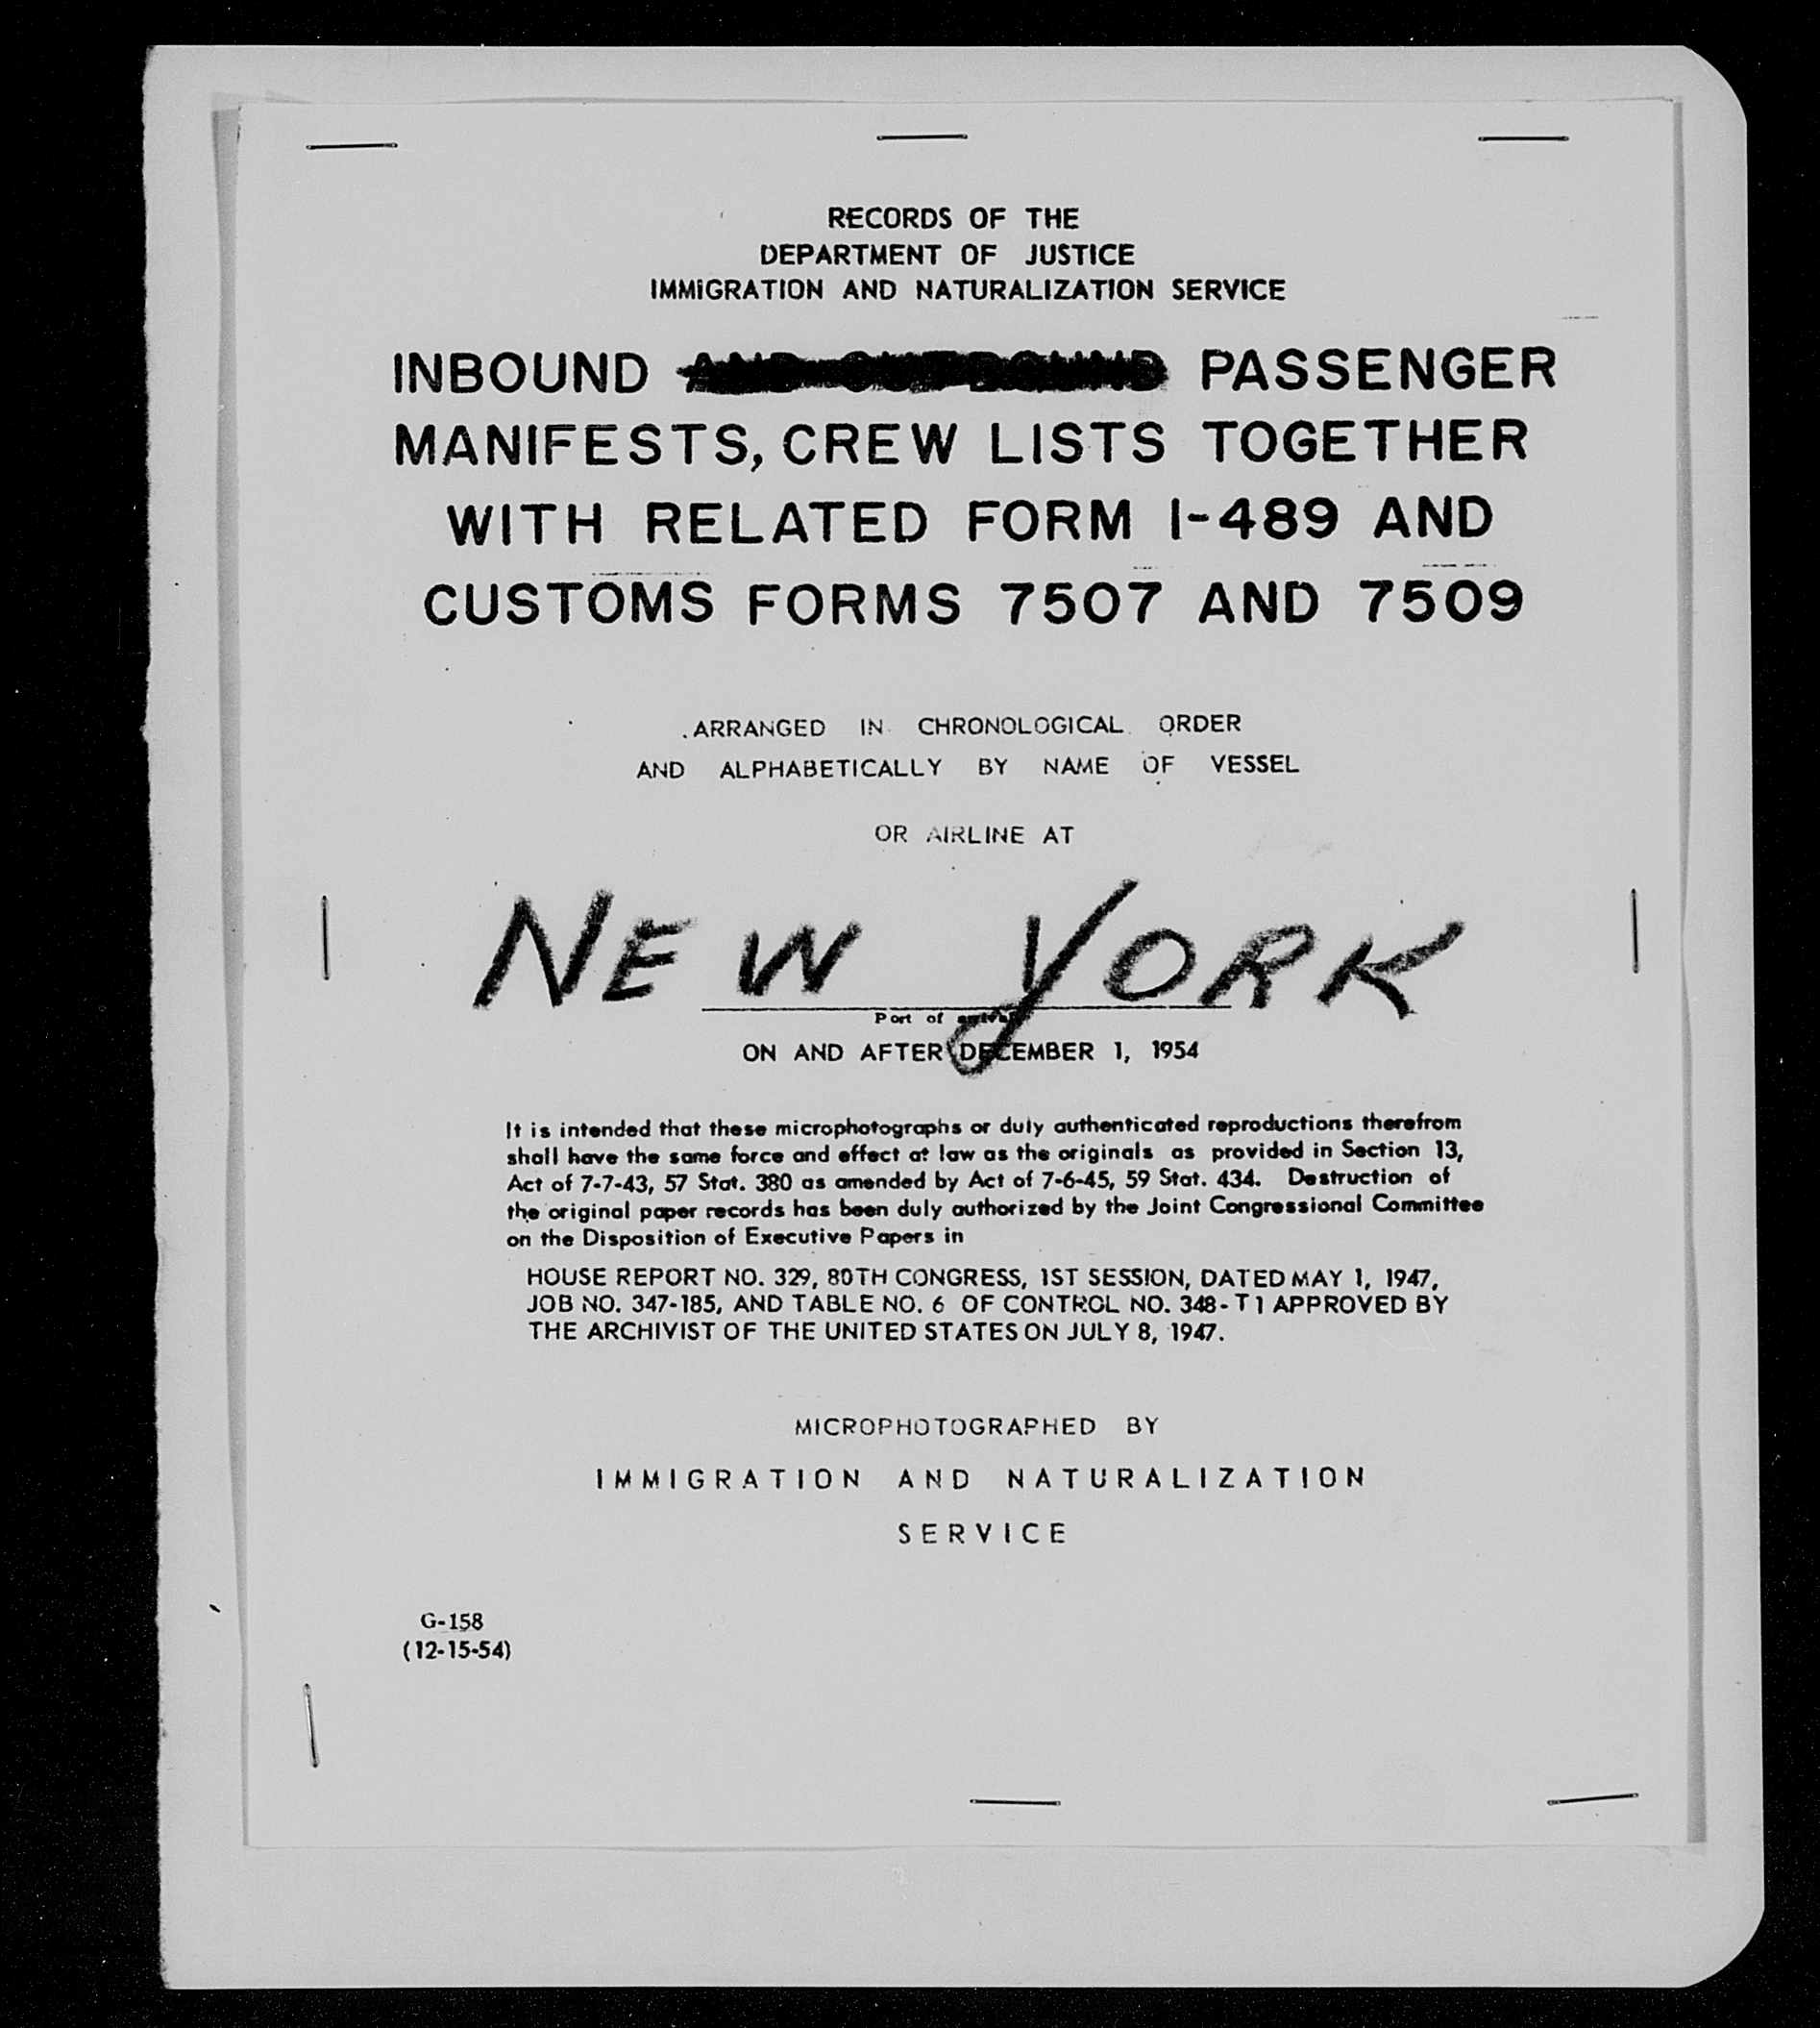 RECORDS OF THE
DEPARTMENT OF JUSTICE
IMMIGRATION AND NATURALIZATION SERVICE
INBOUND AND OUTBOUND PASSENGER
MANIFESTS, CREW LISTS TOGETHER
WITH RELATED FORM I-489 AND
CUSTOMS FORMS 7507 AND 7509
ARRANGED IN CHRONOLOGICAL ORDER
AND ALPHABETICALLY BY NAME OF VESSEL
OR AIRLINE AT
NEW YORK
Port of arrival
ON AND AFTER DECEMBER 1, 1954
It is intended that these microphotographs or duly authenticated reproductions therefrom
shall have the same force and effect at law as the originals as provided in Section 13,
Act of 7-7-43, 57 Stat. 380 as amended by Act of 7-6-45, 59 Stat. 434. Destruction of
the original paper records has been duly authorized by the Joint Congressional Committee
on the Disposition of Executive Papers in
HOUSE REPORT NO. 329, 80TH CONGRESS, 1ST SESSION, DATED MAY 1, 1947,
JOB NO. 347-185, AND TABLE NO. 6 OF CONTROL NO. 348-T1 APPROVED BY
THE ARCHIVIST OF THE UNITED STATES ON JULY 8, 1947.
MICROPHOTOGRAPHED BY
IMMIGRATION AND NATURALIZATION
SERVICE
G-158
(12-15-54)